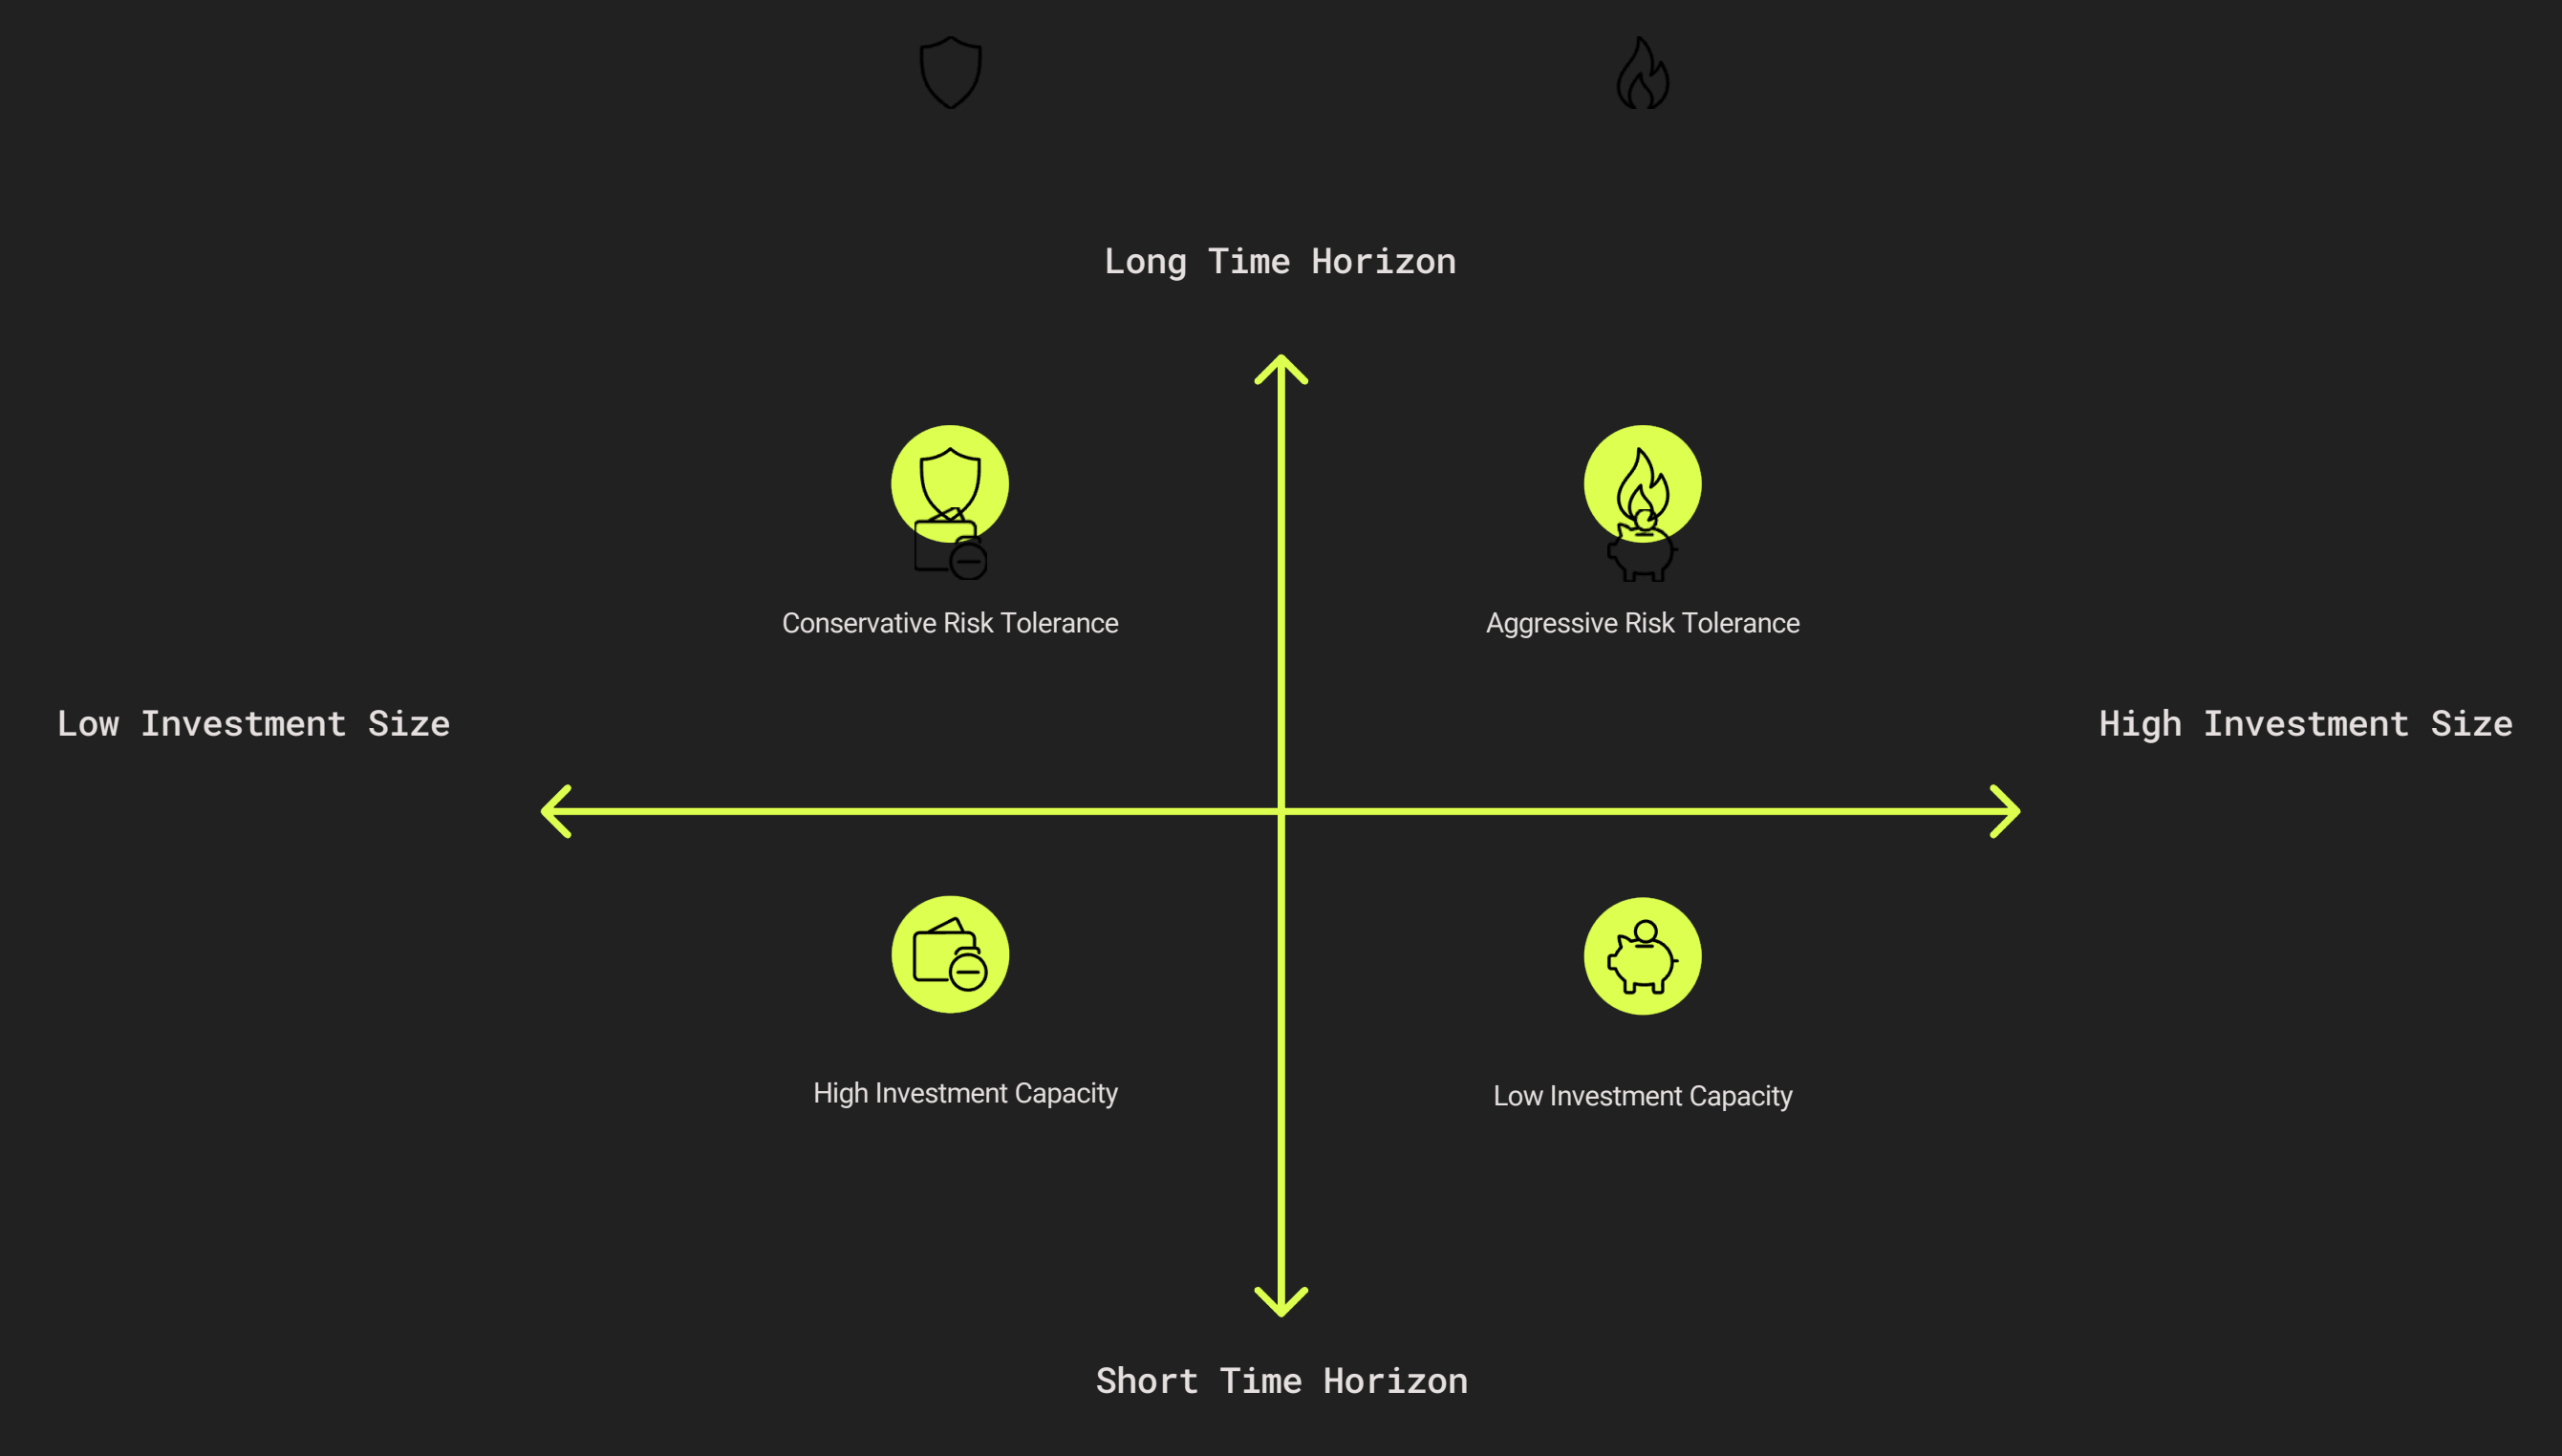 Long Time Horizon
Conservative Risk Tolerance
Aggressive Risk Tolerance
Low Investment Size
High Investment Size
High Investment Capacity
Low Investment Capacity
Short Time Horizon